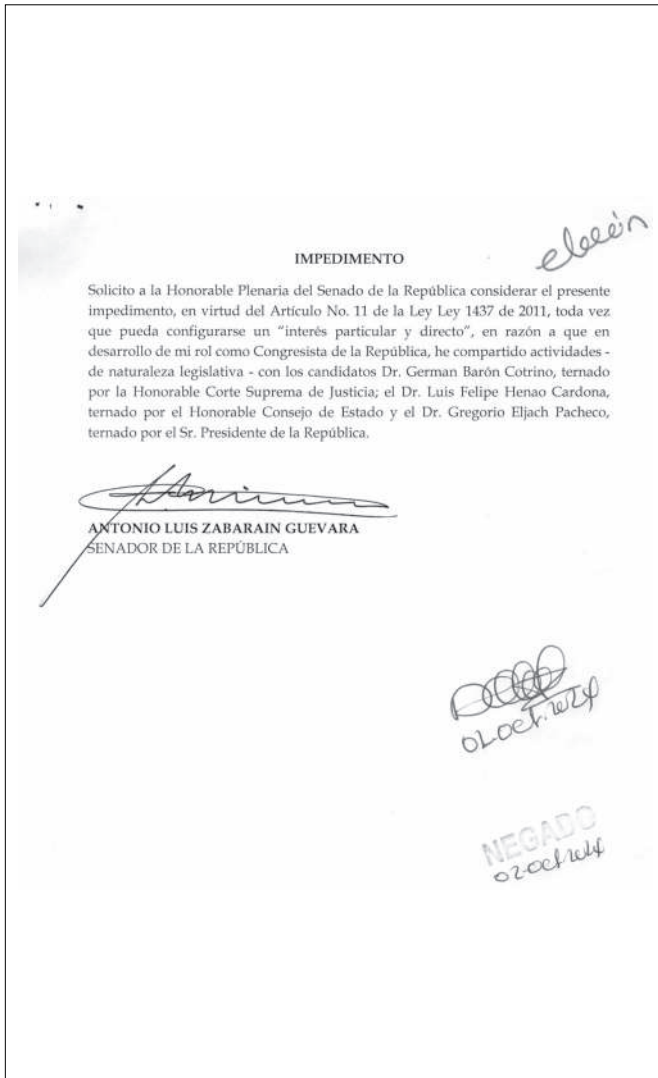 elección
IMPEDIMENTO
Solicito a la Honorable Plenaria del Senado de la República considerar el presente
impedimento, en virtud del Artículo No. 11 de la Ley Ley 1437 de 2011, toda vez
que pueda configurarse un "interés particular y directo", en razón a que en
desarrollo de mi rol como Congresista de la República, he compartido actividades -
de naturaleza legislativa - con los candidatos Dr. German Barón Cotrino, ternado
por la Honorable Corte Suprema de Justicia; el Dr. Luis Felipe Henao Cardona,
ternado por el Honorable Consejo de Estado y el Dr. Gregorio Eljach Pacheco,
ternado por el Sr. Presidente de la República.
ANTONIO LUIS ZABARAIN GUEVARA
SENADOR DE LA REPÚBLICA
02-oct-2024
NEGADO
02-oct-2024